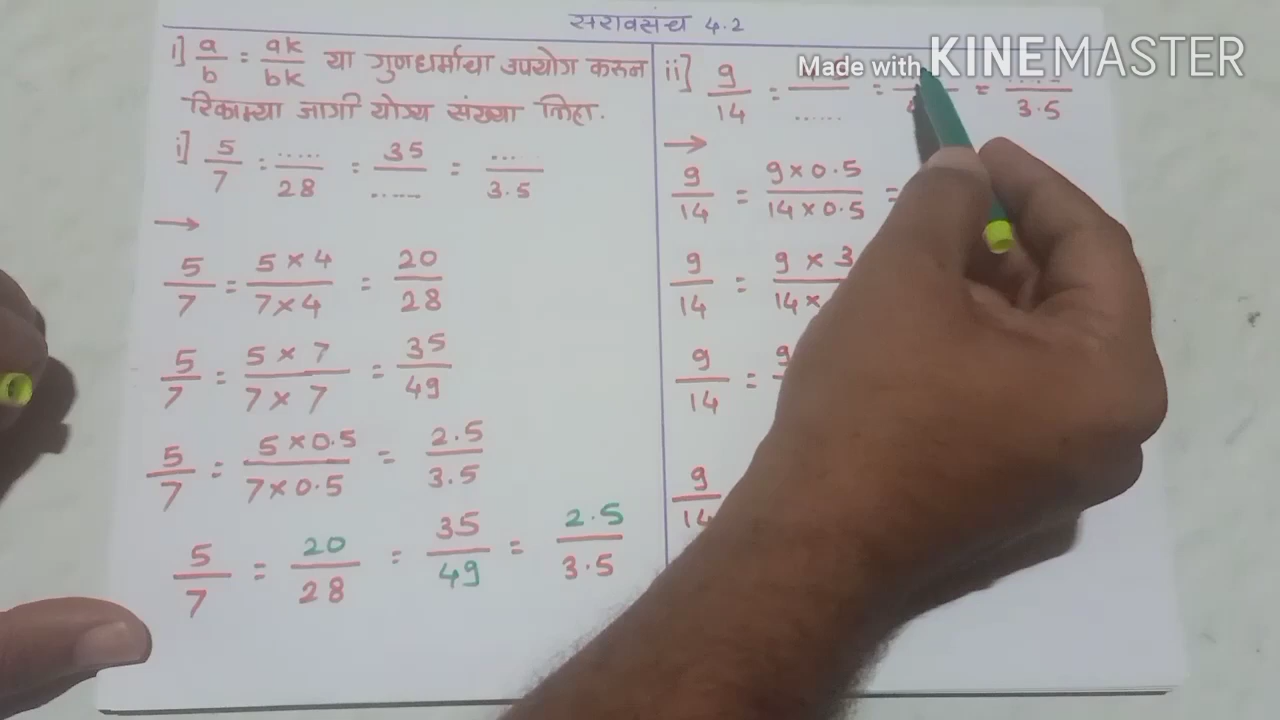 सरावसंच 4.2
i] a/b = ak/bk या गुणधर्माचा उपयोग करून
रिकाम्या जागी योग्य संख्या लिहा.
i] 5/7 = ...../28 = 35/...... = ...../3.5
→
5/7 = 5 × 4/7 × 4 = 20/28
5/7 = 5 × 7/7 × 7 = 35/49
5/7 = 5 × 0.5/7 × 0.5 = 2.5/3.5
5/7 = 20/28 = 35/49 = 2.5/3.5
Made with KINEMASTER
ii] 9/14 = /...... = = ...../3.5
→
9/14 = 9 × 0.5/14 × 0.5 =
9/14 = 9 × 3/14 ×
9/14 = 9
9/14